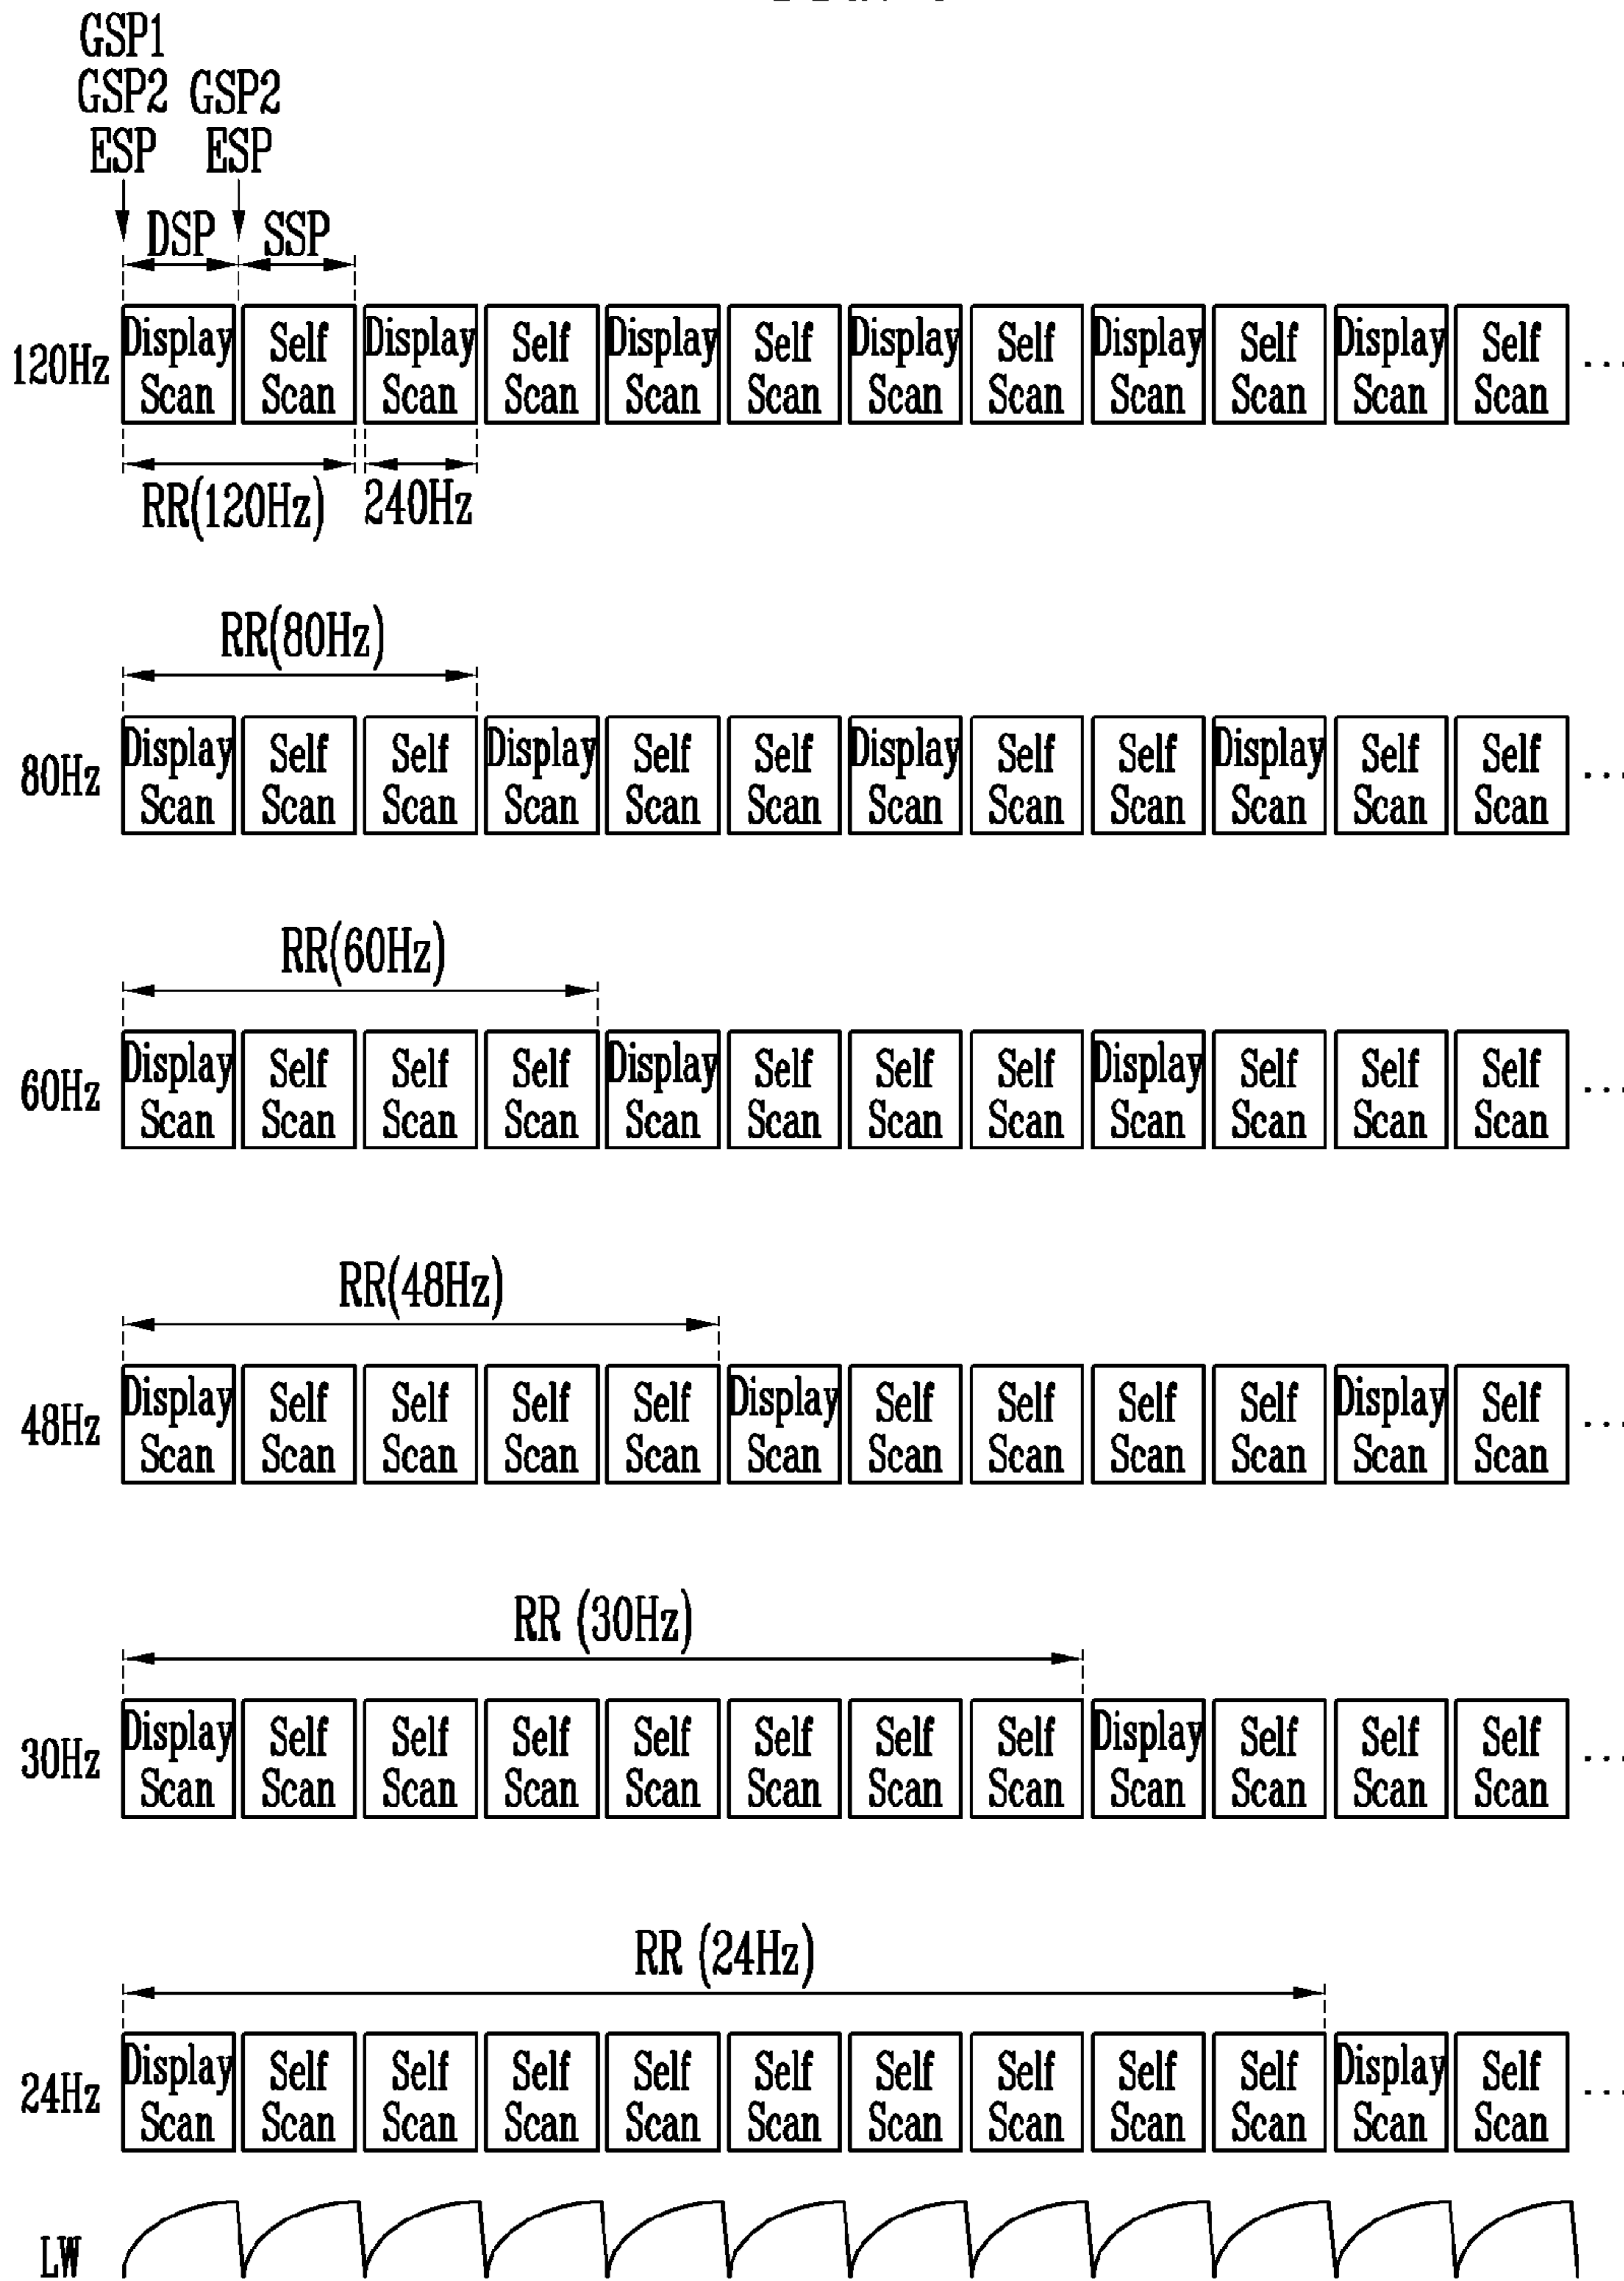 GSP1
GSP2 GSP2
ESP ESP
DSP SSP
120Hz Display Scan Self Scan Display Scan Self Scan Display Scan Self Scan Display Scan Self Scan Display Scan Self Scan Display Scan Self Scan ...
RR(120Hz) 240Hz
RR(80Hz)
80Hz Display Scan Self Scan Self Scan Display Scan Self Scan Self Scan Display Scan Self Scan Self Scan Display Scan Self Scan Self Scan ...
RR(60Hz)
60Hz Display Scan Self Scan Self Scan Self Scan Display Scan Self Scan Self Scan Self Scan Display Scan Self Scan Self Scan Self Scan ...
RR(48Hz)
48Hz Display Scan Self Scan Self Scan Self Scan Self Scan Display Scan Self Scan Self Scan Self Scan Self Scan Display Scan Self Scan ...
RR (30Hz)
30Hz Display Scan Self Scan Self Scan Self Scan Self Scan Self Scan Self Scan Self Scan Display Scan Self Scan Self Scan Self Scan ...
RR (24Hz)
24Hz Display Scan Self Scan Self Scan Self Scan Self Scan Self Scan Self Scan Self Scan Self Scan Self Scan Display Scan Self Scan ...
LW